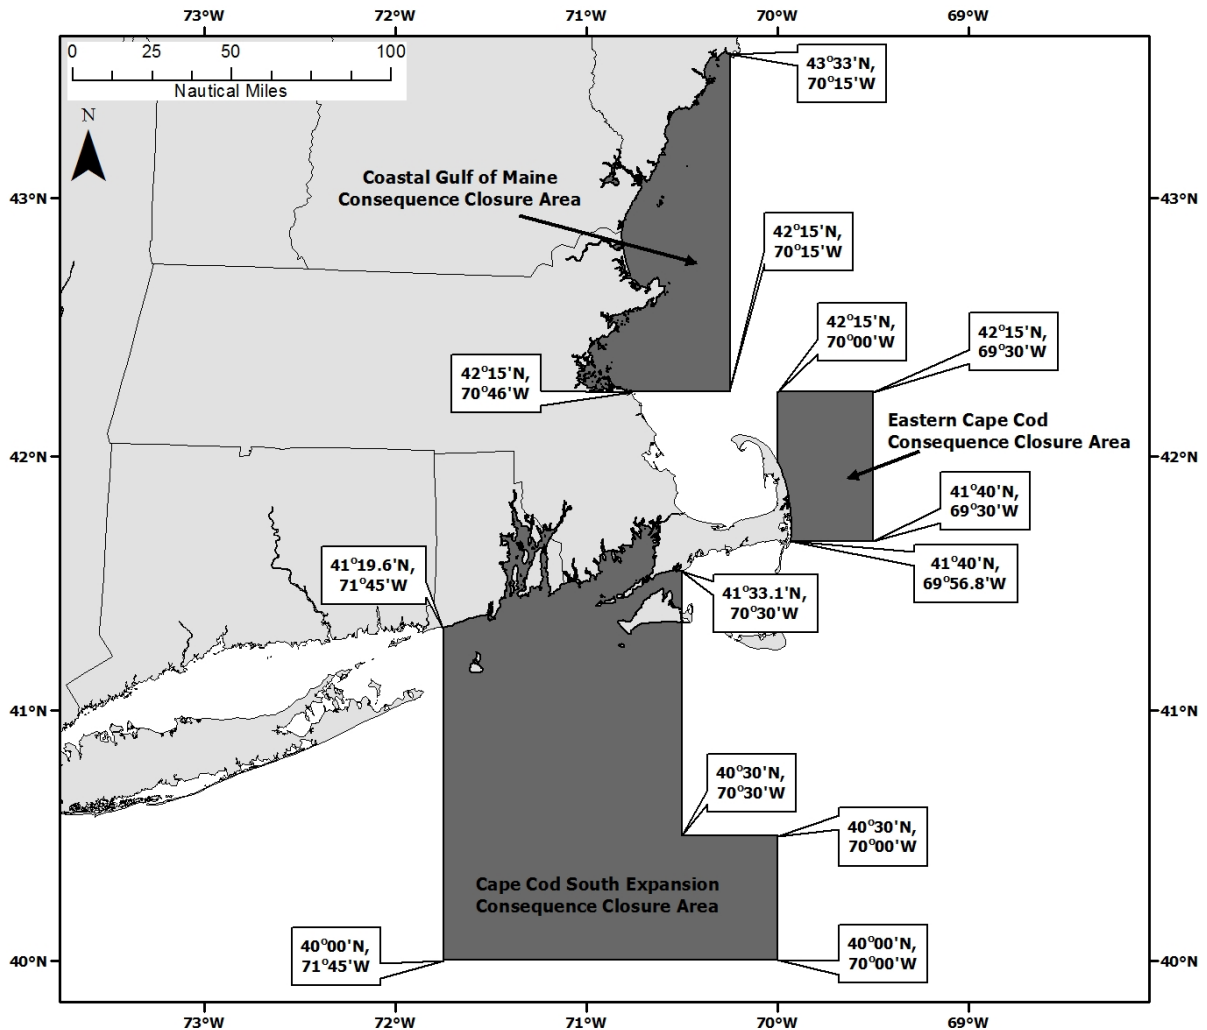 73°W 72°W 71°W 70°W 69°W
0 25 50 100
Nautical Miles
N
43°33'N,
70°15'W
Coastal Gulf of Maine
Consequence Closure Area
43°N 43°N
42°15'N,
70°15'W
42°15'N,
70°00'W
42°15'N,
69°30'W
42°15'N,
70°46'W
Eastern Cape Cod
Consequence Closure Area
42°N 42°N
41°40'N,
69°30'W
41°40'N,
69°56.8'W
41°19.6'N,
71°45'W
41°33.1'N,
70°30'W
41°N 41°N
40°30'N,
70°30'W
40°30'N,
70°00'W
Cape Cod South Expansion
Consequence Closure Area
40°00'N,
71°45'W
40°00'N,
70°00'W
40°N 40°N
73°W 72°W 71°W 70°W 69°W